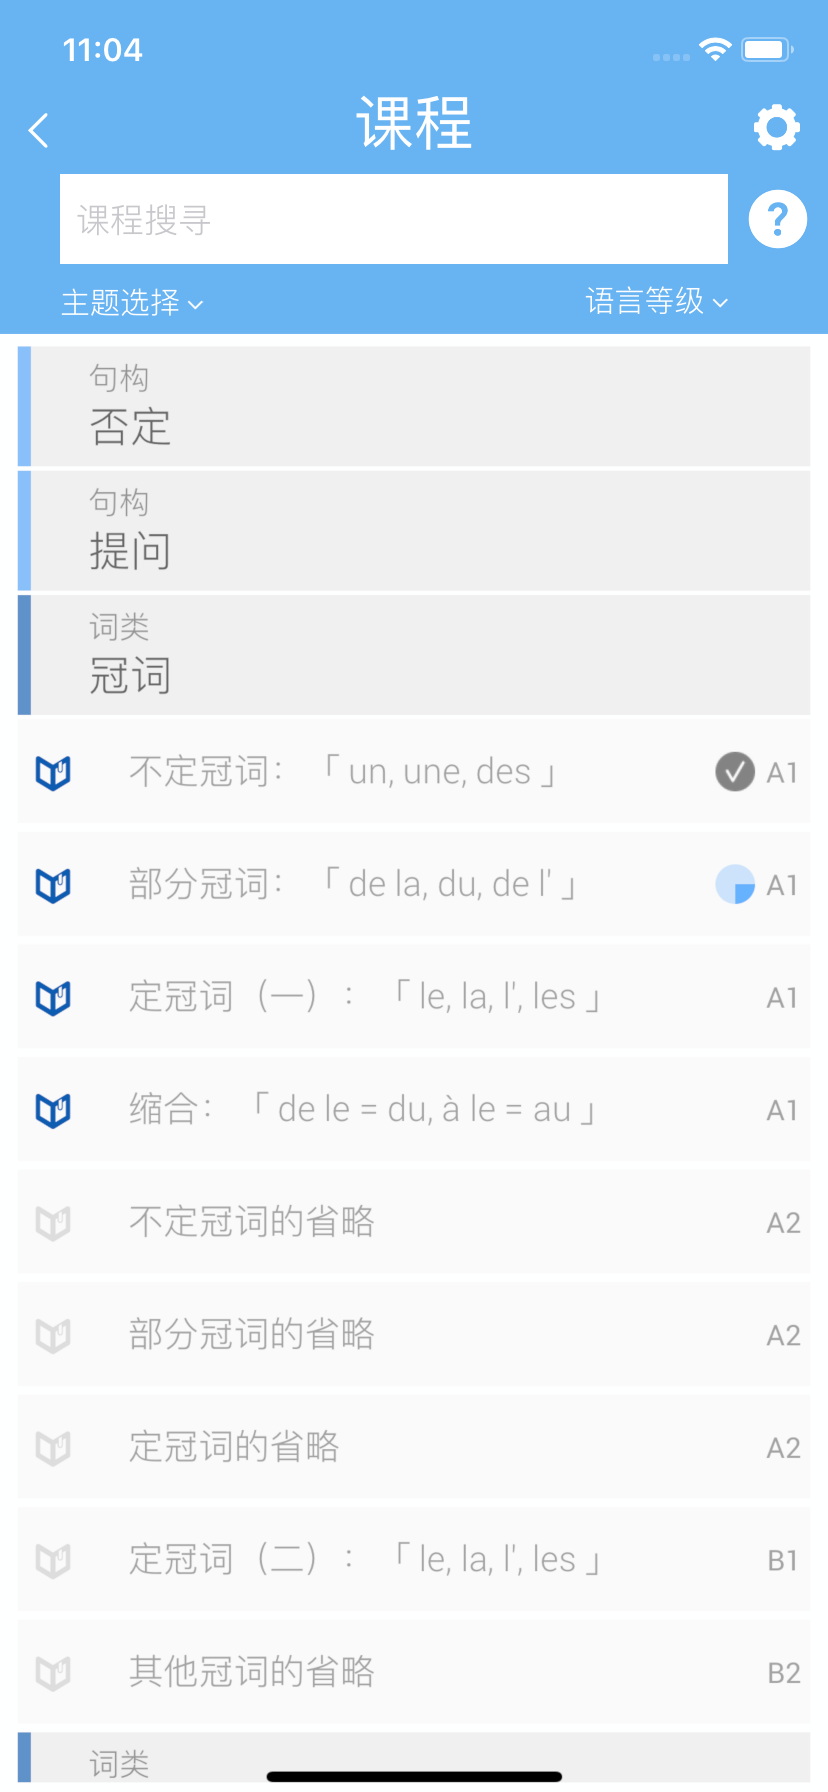 11:04
课程
课程搜寻
?
主题选择
语言等级
句构
否定
句构
提问
词类
冠词
不定冠词：「 un, une, des 」 A1
部分冠词：「 de la, du, de l' 」 A1
定冠词（一）：「 le, la, l', les 」 A1
缩合：「 de le = du, à le = au 」 A1
不定冠词的省略 A2
部分冠词的省略 A2
定冠词的省略 A2
定冠词（二）：「 le, la, l', les 」 B1
其他冠词的省略 B2
词类